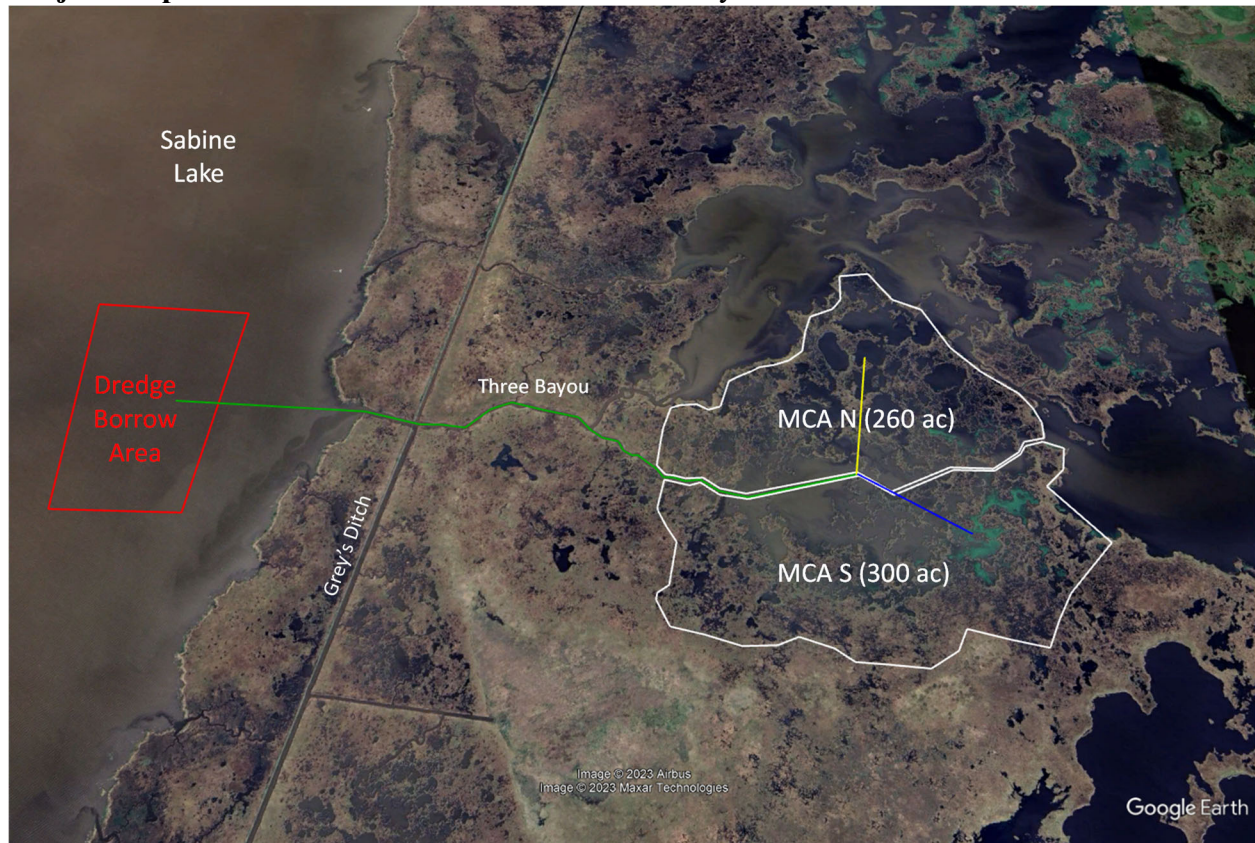 Sabine
Lake
Dredge
Borrow
Area
Three Bayou
MCA N (260 ac)
Grey's Ditch
MCA S (300 ac)
Image © 2023 Airbus
Image © 2023 Maxar Technologies
Google Earth